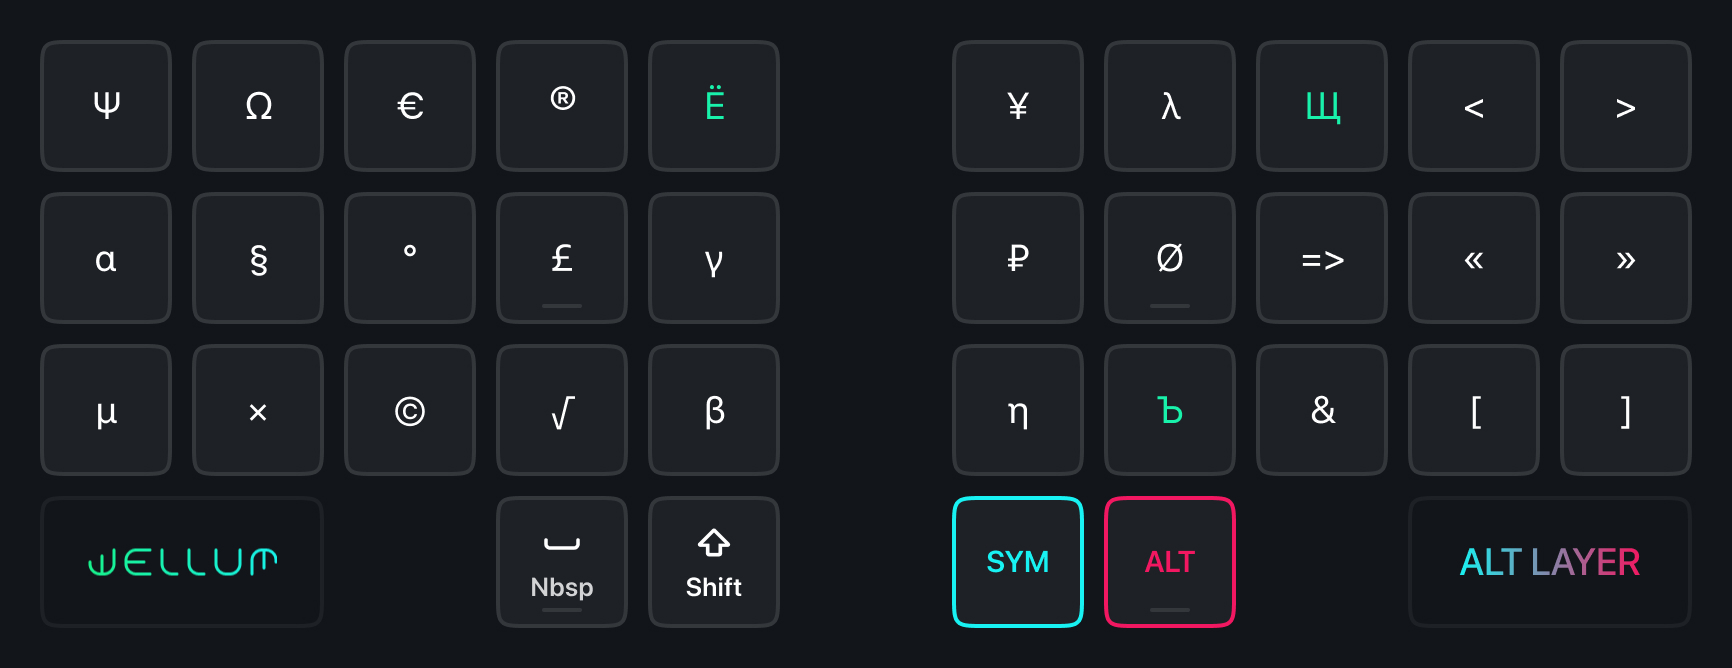 Ψ Ω € ® Ё ¥ λ Щ < >
α § ° £ γ ₽ Ø => « »
μ × © √ β η Ъ & [ ]
WELLUM Nbsp Shift SYM ALT ALT LAYER